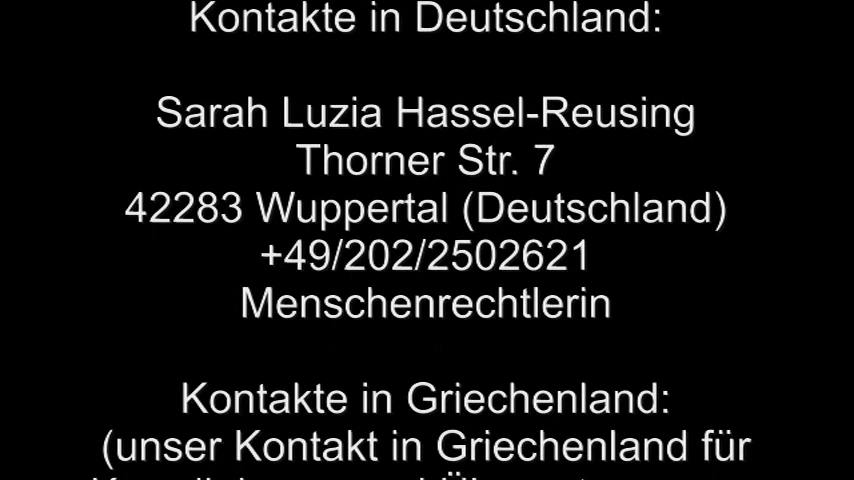 Kontakte in Deutschland:
Sarah Luzia Hassel-Reusing
Thorner Str. 7
42283 Wuppertal (Deutschland)
+49/202/2502621
Menschenrechtlerin
Kontakte in Griechenland:
(unser Kontakt in Griechenland für